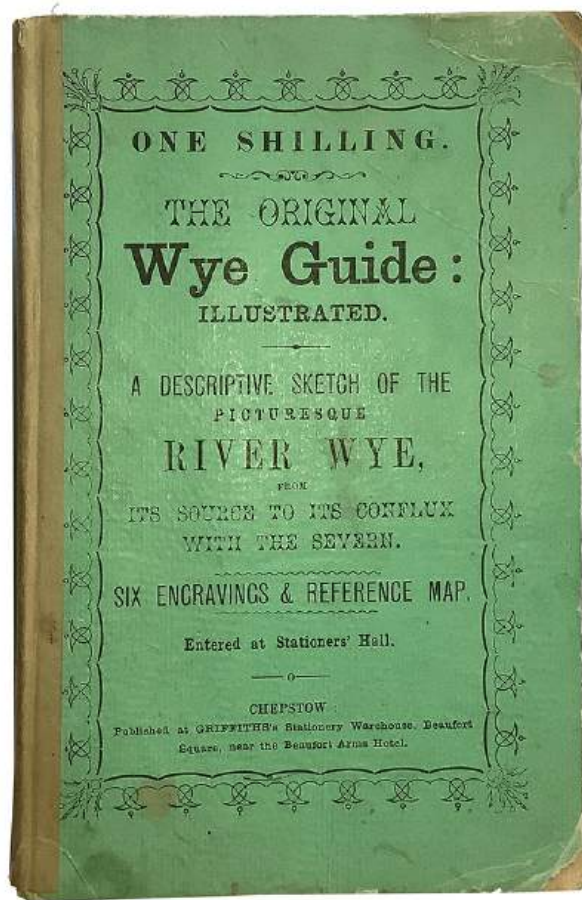 ONE SHILLING.
THE ORIGINAL
Wye Guide:
ILLUSTRATED.
A DESCRIPTIVE SKETCH OF THE
PICTURESQUE
RIVER WYE,
FROM
ITS SOURCE TO ITS CONFLUX
WITH THE SEVERN.
SIX ENGRAVINGS & REFERENCE MAP.
Entered at Stationers' Hall.
CHEPSTOW:
Published at GRIFFITHS's Stationery Warehouse, Beaufort
Square, near the Beaufort Arms Hotel.